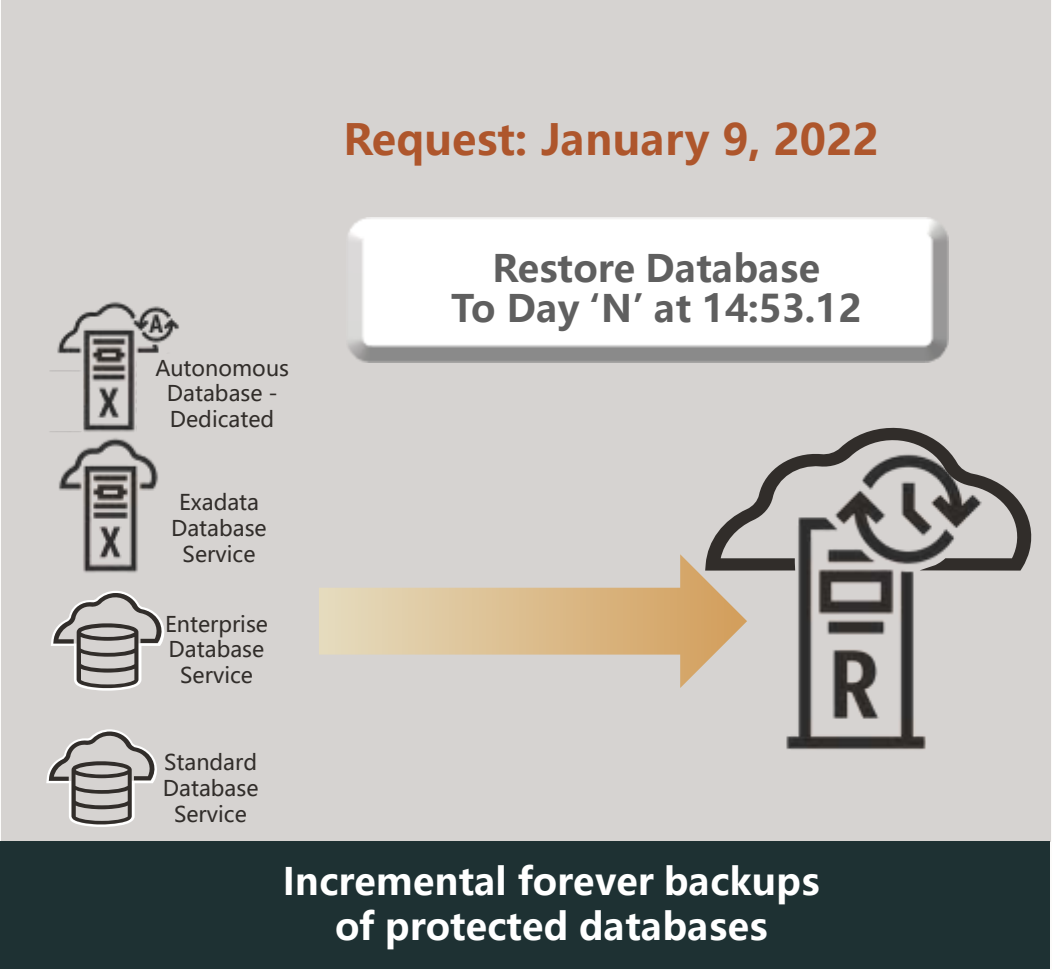 Request: January 9, 2022
Restore Database
To Day ‘N’ at 14:53.12
A
X
Autonomous
Database -
Dedicated
X
Exadata
Database
Service
Enterprise
Database
Service
Standard
Database
Service
R
Incremental forever backups
of protected databases